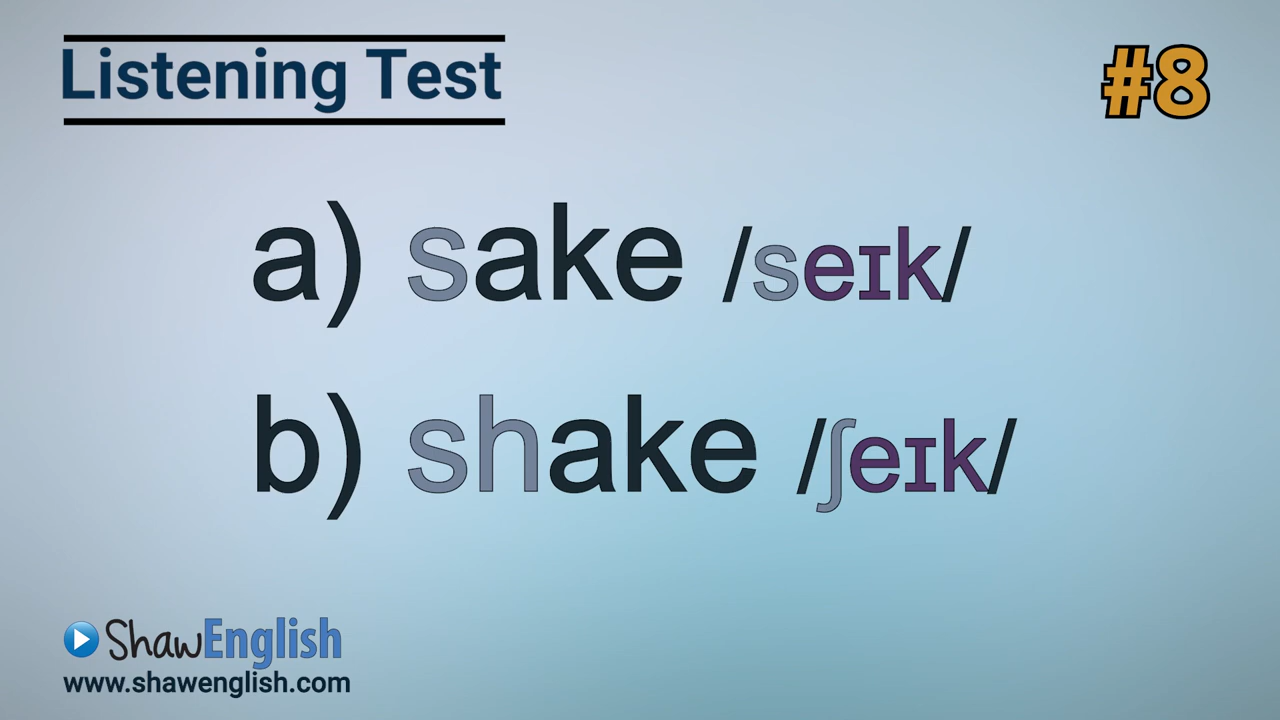 Listening Test
#8
a) sake /seɪk/
b) shake /ʃeɪk/
ShawEnglish
www.shawenglish.com